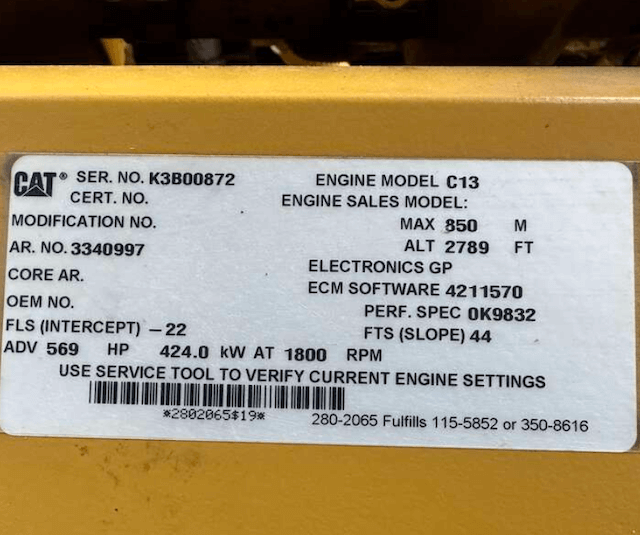 CAT® SER. NO. K3B00872 ENGINE MODEL C13
CERT. NO. ENGINE SALES MODEL:
MODIFICATION NO. MAX 850 M
AR. NO. 3340997 ALT 2789 FT
CORE AR. ELECTRONICS GP
OEM NO. ECM SOFTWARE 4211570
PERF. SPEC 0K9832
FLS (INTERCEPT) –22 FTS (SLOPE) 44
ADV 569 HP 424.0 kW AT 1800 RPM
USE SERVICE TOOL TO VERIFY CURRENT ENGINE SETTINGS
*2802065$19* 280-2065 Fulfills 115-5852 or 350-8616